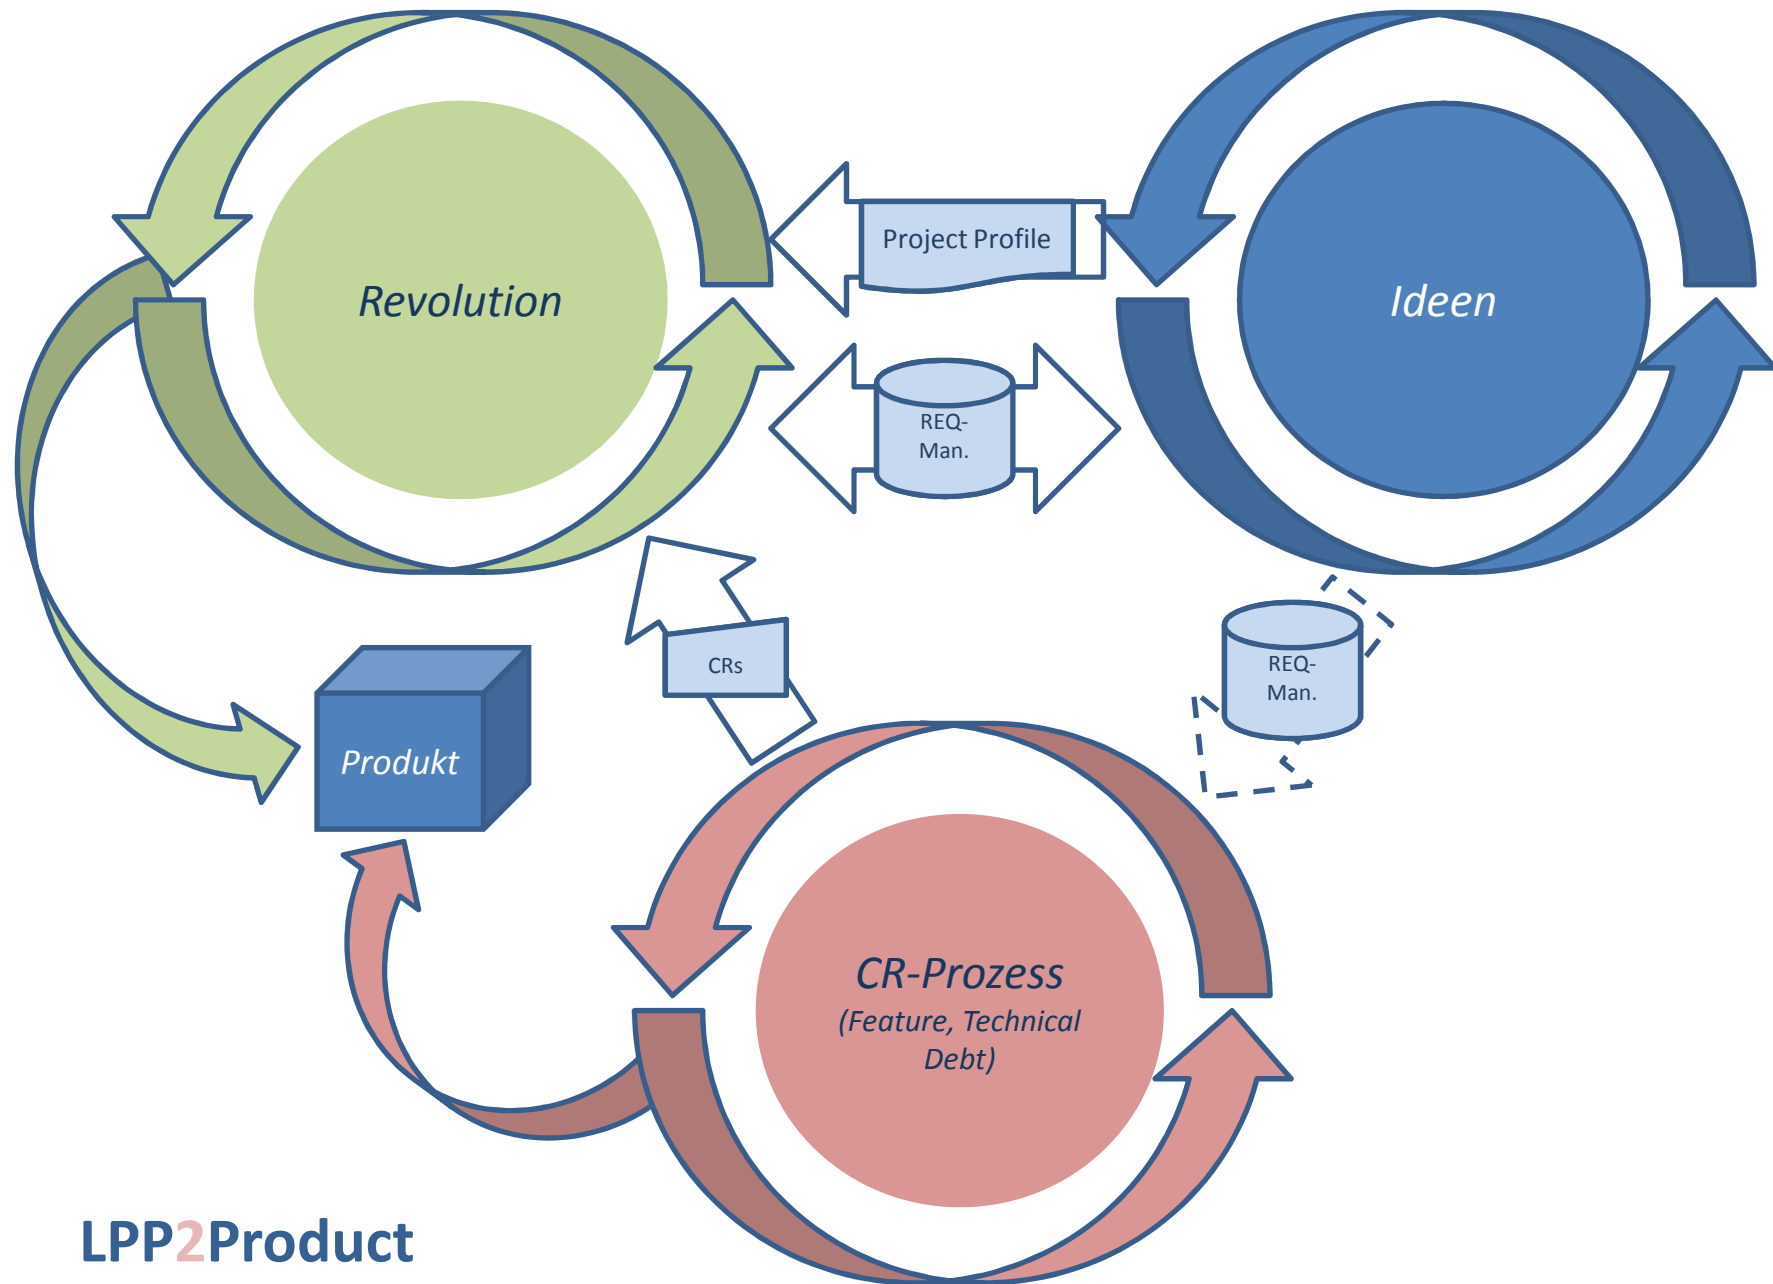 Revolution
Project Profile
Ideen
REQ-
Man.
CRs
REQ-
Man.
Produkt
CR-Prozess
(Feature, Technical
Debt)
LPP2Product